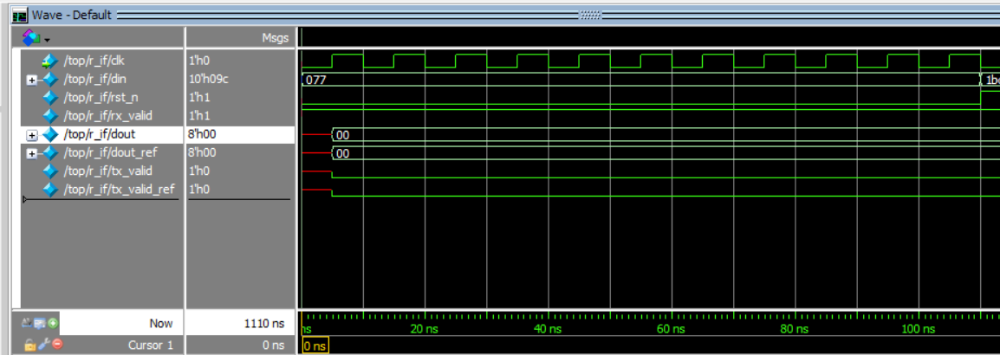 Wave - Default
Msgs
/top/r_if/clk 1'h0
/top/r_if/din 10'h09c 077
/top/r_if/rst_n 1'h1
/top/r_if/rx_valid 1'h1
/top/r_if/dout 8'h00 00
/top/r_if/dout_ref 8'h00 00
/top/r_if/tx_valid 1'h0
/top/r_if/tx_valid_ref 1'h0
Now 1110 ns ns 20 ns 40 ns 60 ns 80 ns 100 ns
Cursor 1 0 ns 0 ns